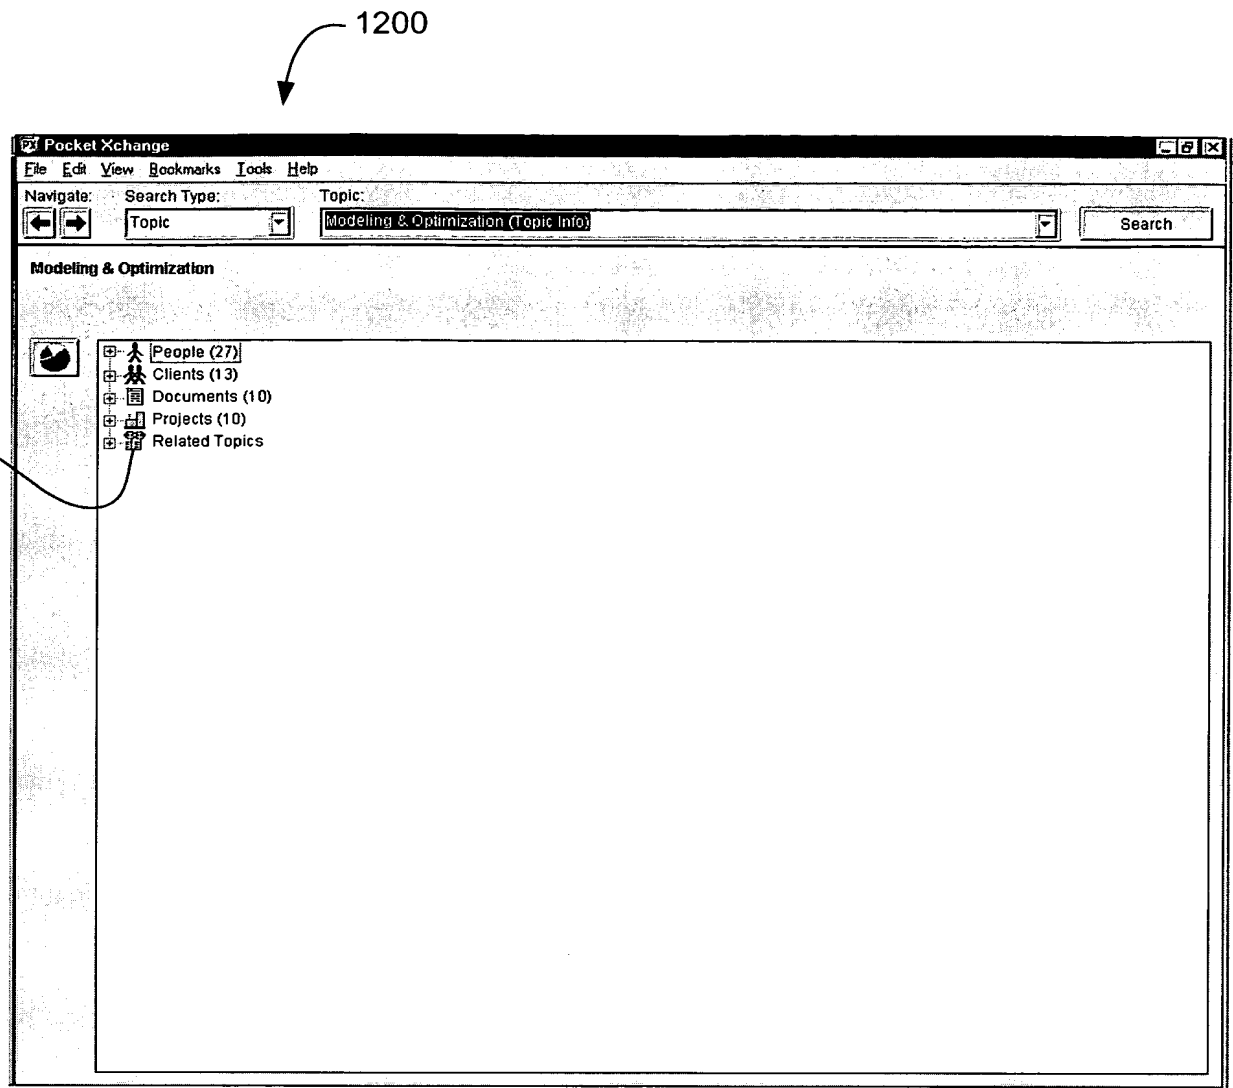 1200
PX Pocket Xchange
File Edit View Bookmarks Tools Help
Navigate: Search Type: Topic:
Topic Modeling & Optimization (Topic Info) Search
Modeling & Optimization
People (27)
Clients (13)
Documents (10)
Projects (10)
Related Topics